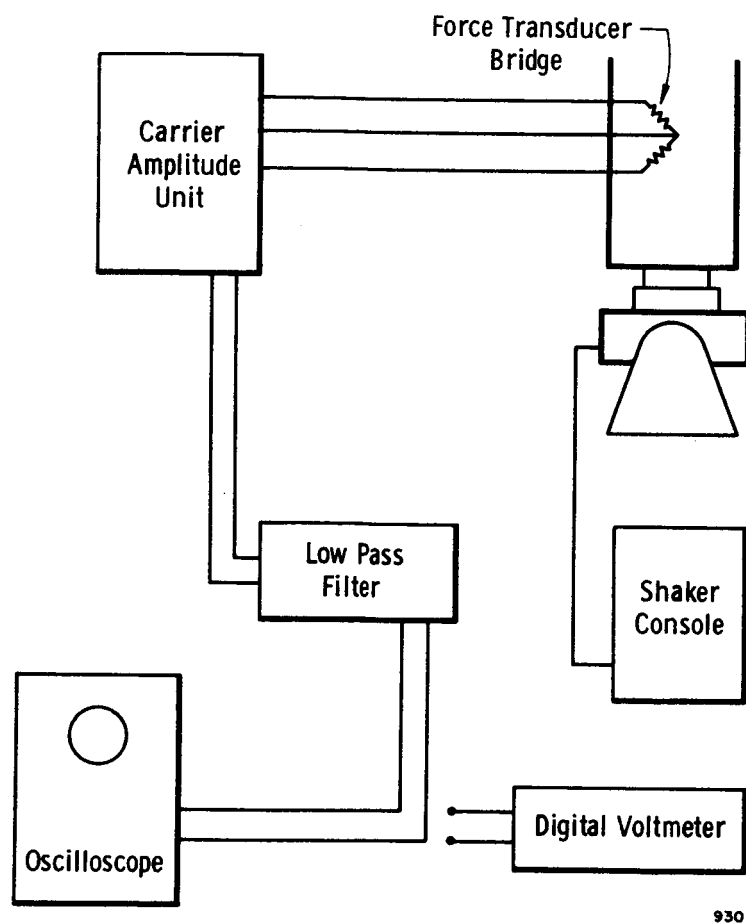 Force Transducer
Bridge
Carrier
Amplitude
Unit
Low Pass
Filter
Shaker
Console
Oscilloscope
Digital Voltmeter
930